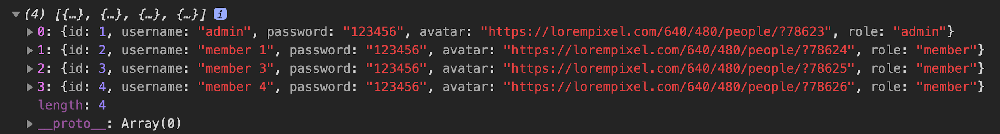 ▼(4) [{…}, {…}, {…}, {…}] i
▶0: {id: 1, username: "admin", password: "123456", avatar: "https://lorempixel.com/640/480/people/?78623", role: "admin"}
▶1: {id: 2, username: "member 1", password: "123456", avatar: "https://lorempixel.com/640/480/people/?78624", role: "member"}
▶2: {id: 3, username: "member 3", password: "123456", avatar: "https://lorempixel.com/640/480/people/?78625", role: "member"}
▶3: {id: 4, username: "member 4", password: "123456", avatar: "https://lorempixel.com/640/480/people/?78626", role: "member"}
length: 4
▶__proto__: Array(0)